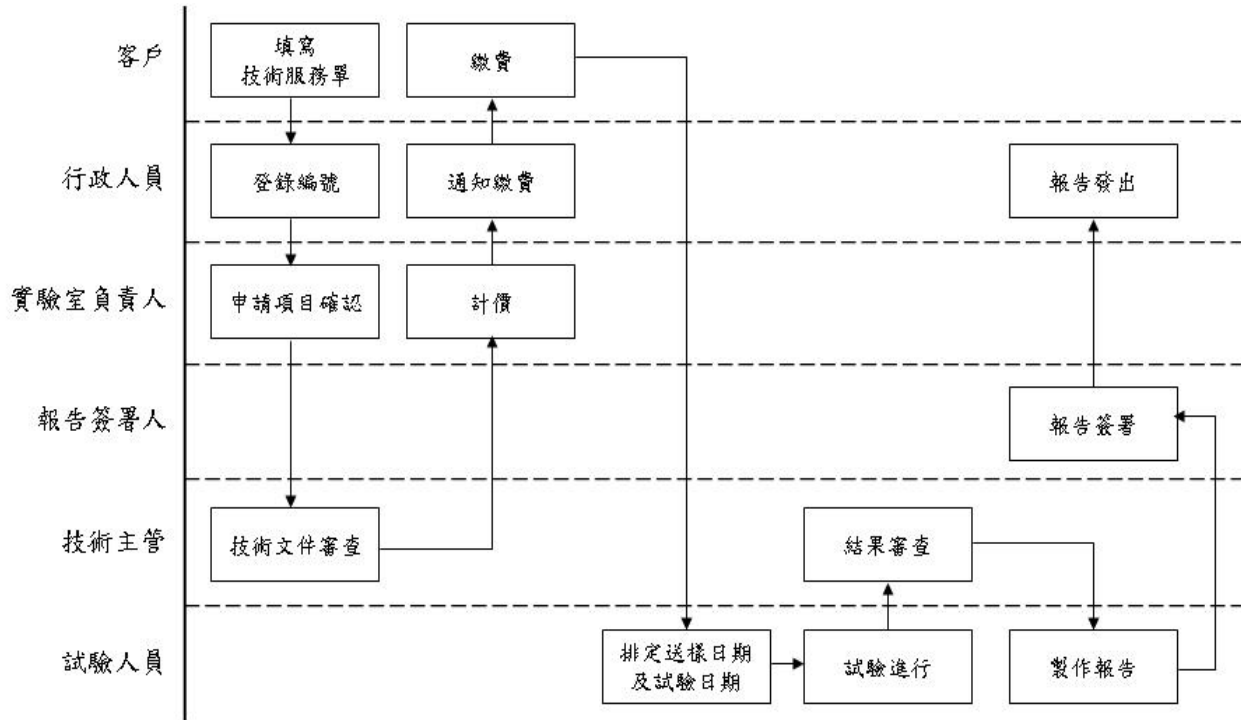 客戶
填寫
技術服務單
繳費
行政人員
登錄編號
通知繳費
報告發出
實驗室負責人
申請項目確認
計價
報告簽署人
報告簽署
技術主管
技術文件審查
結果審查
試驗人員
排定送樣日期
及試驗日期
試驗進行
製作報告